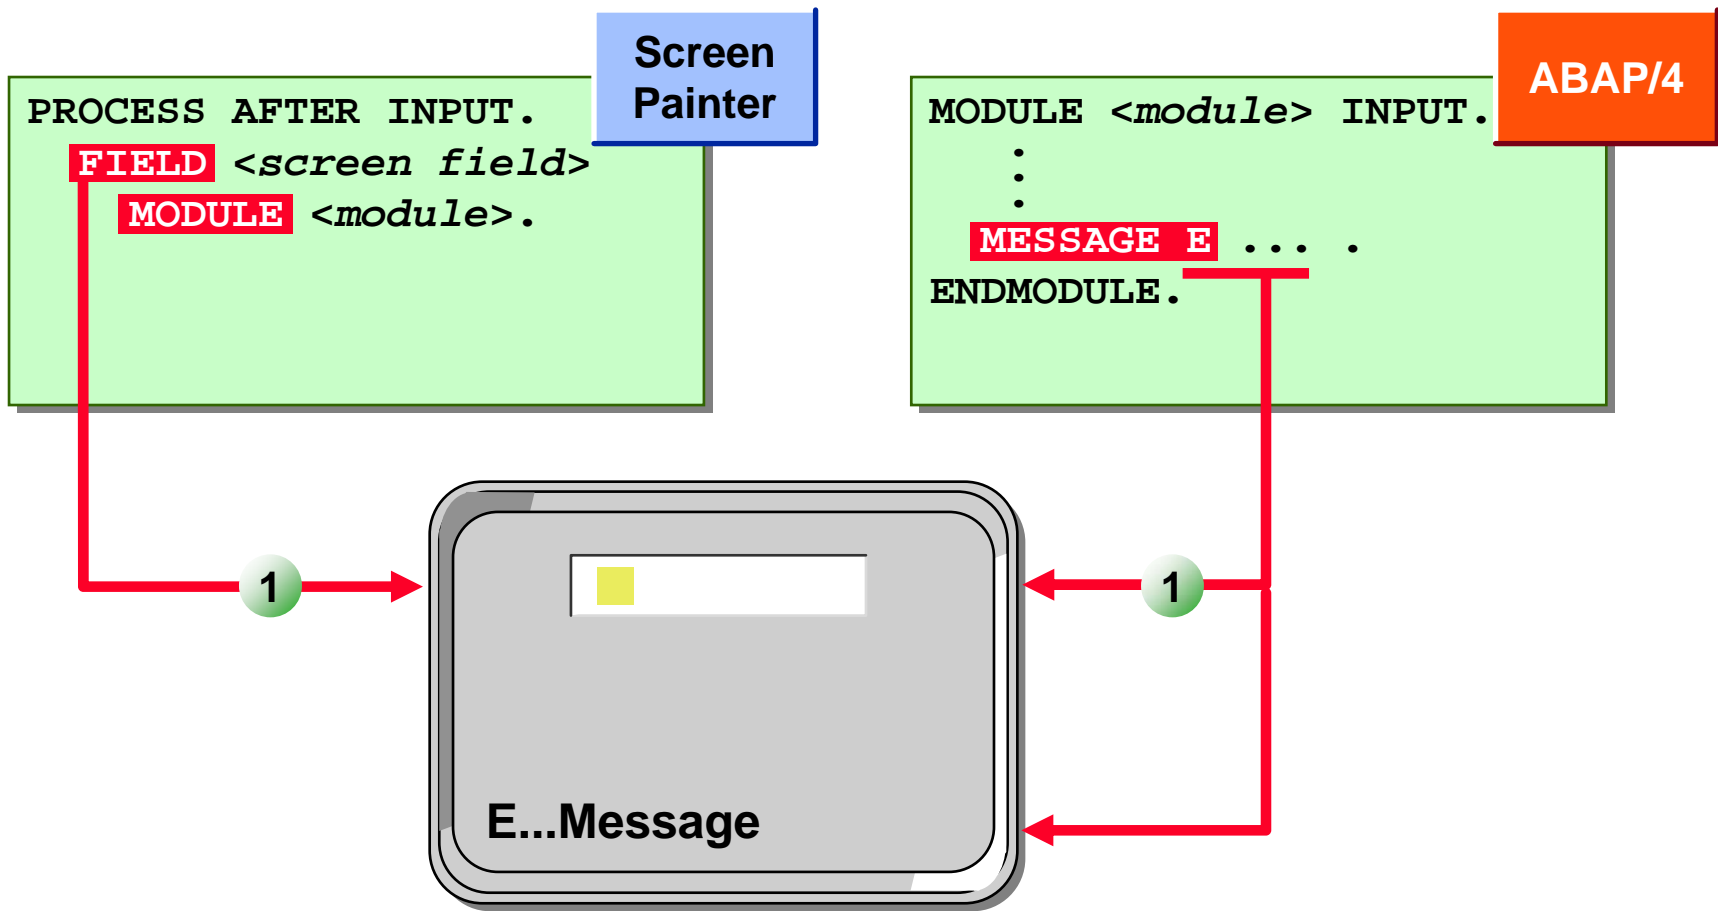 Screen
Painter
PROCESS AFTER INPUT.
FIELD <screen field>
MODULE <module>.
ABAP/4
MODULE <module> INPUT.
.
.
.
MESSAGE E ... .
ENDMODULE.
1
1
E...Message